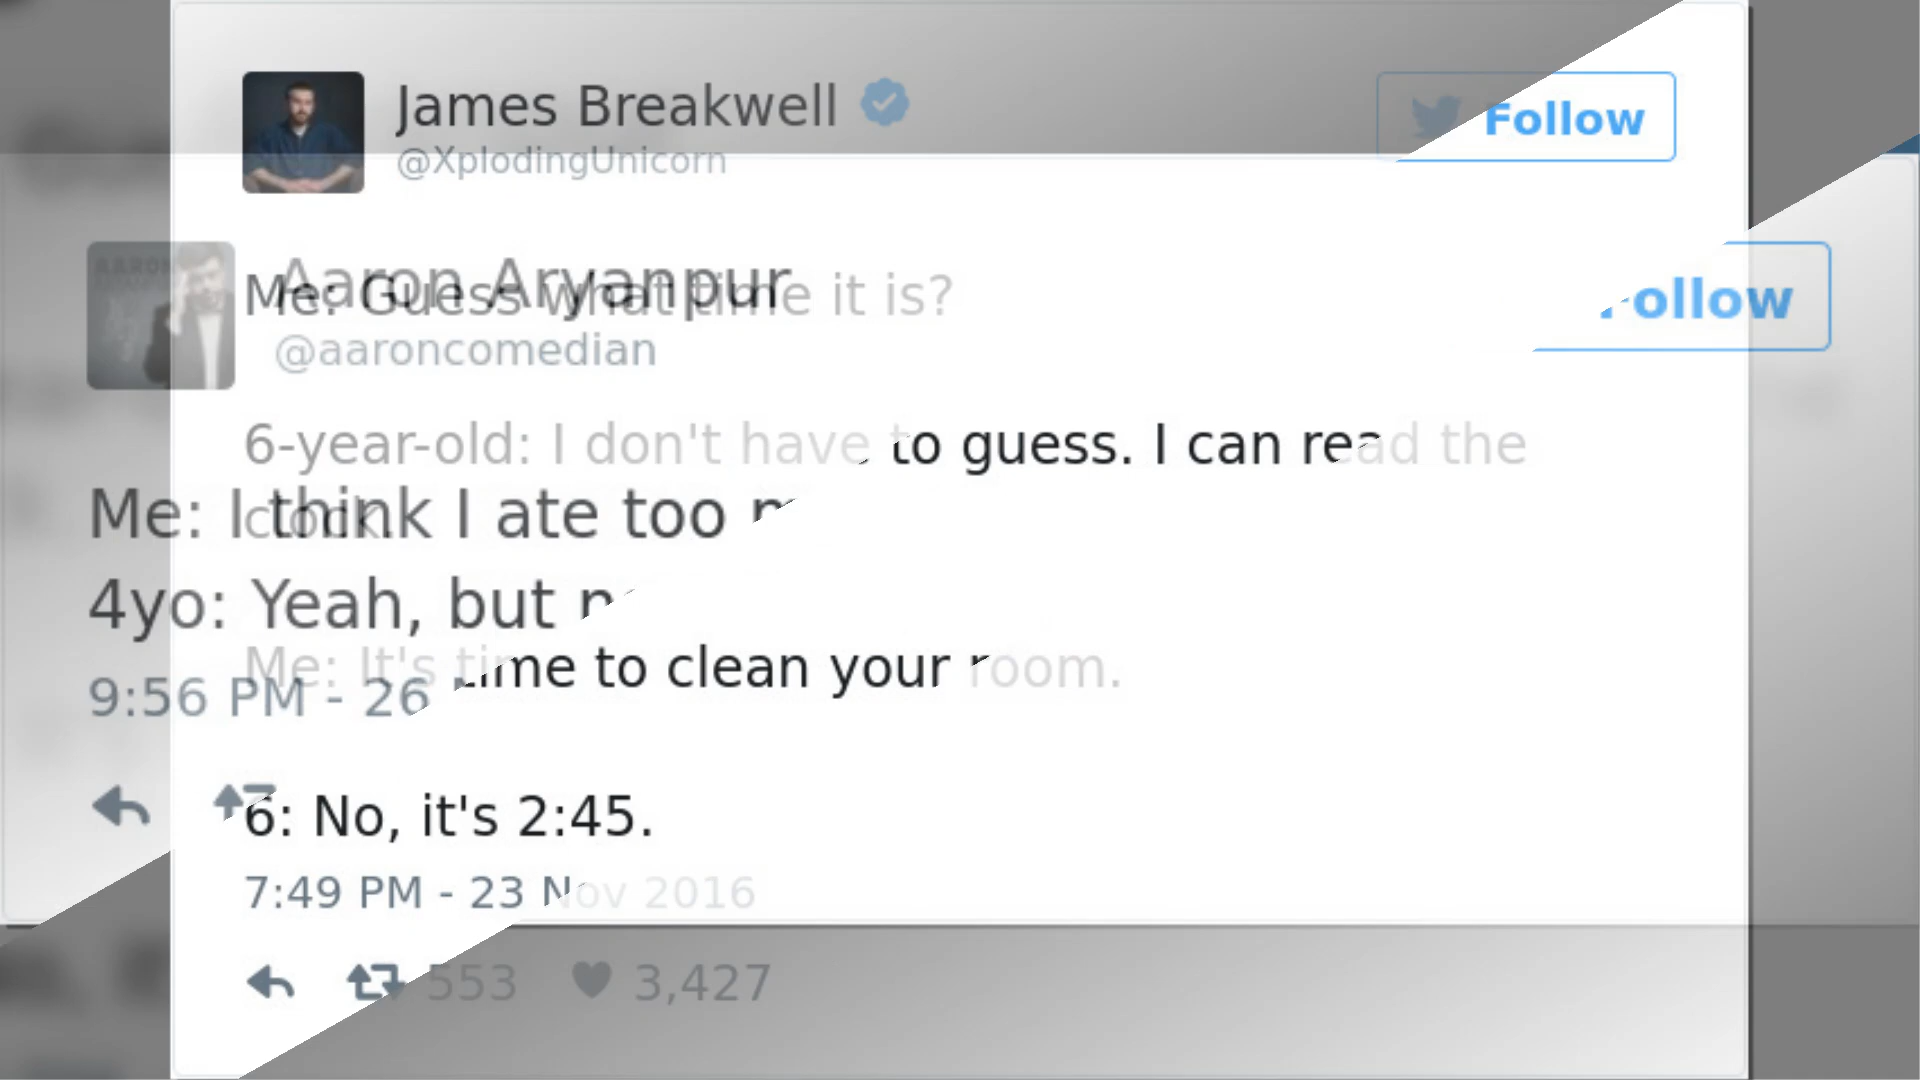 James Breakwell
@XplodingUnicorn
Follow
Aaron Aryanpur
Me: Guess what time it is?
@aaroncomedian
6-year-old: I don't have to guess. I can read the
clock.
Me: I think I ate too
4yo: Yeah, but
Me: It's time to clean your room.
9:56 PM - 26
6: No, it's 2:45.
7:49 PM - 23 Nov 2016
553 3,427